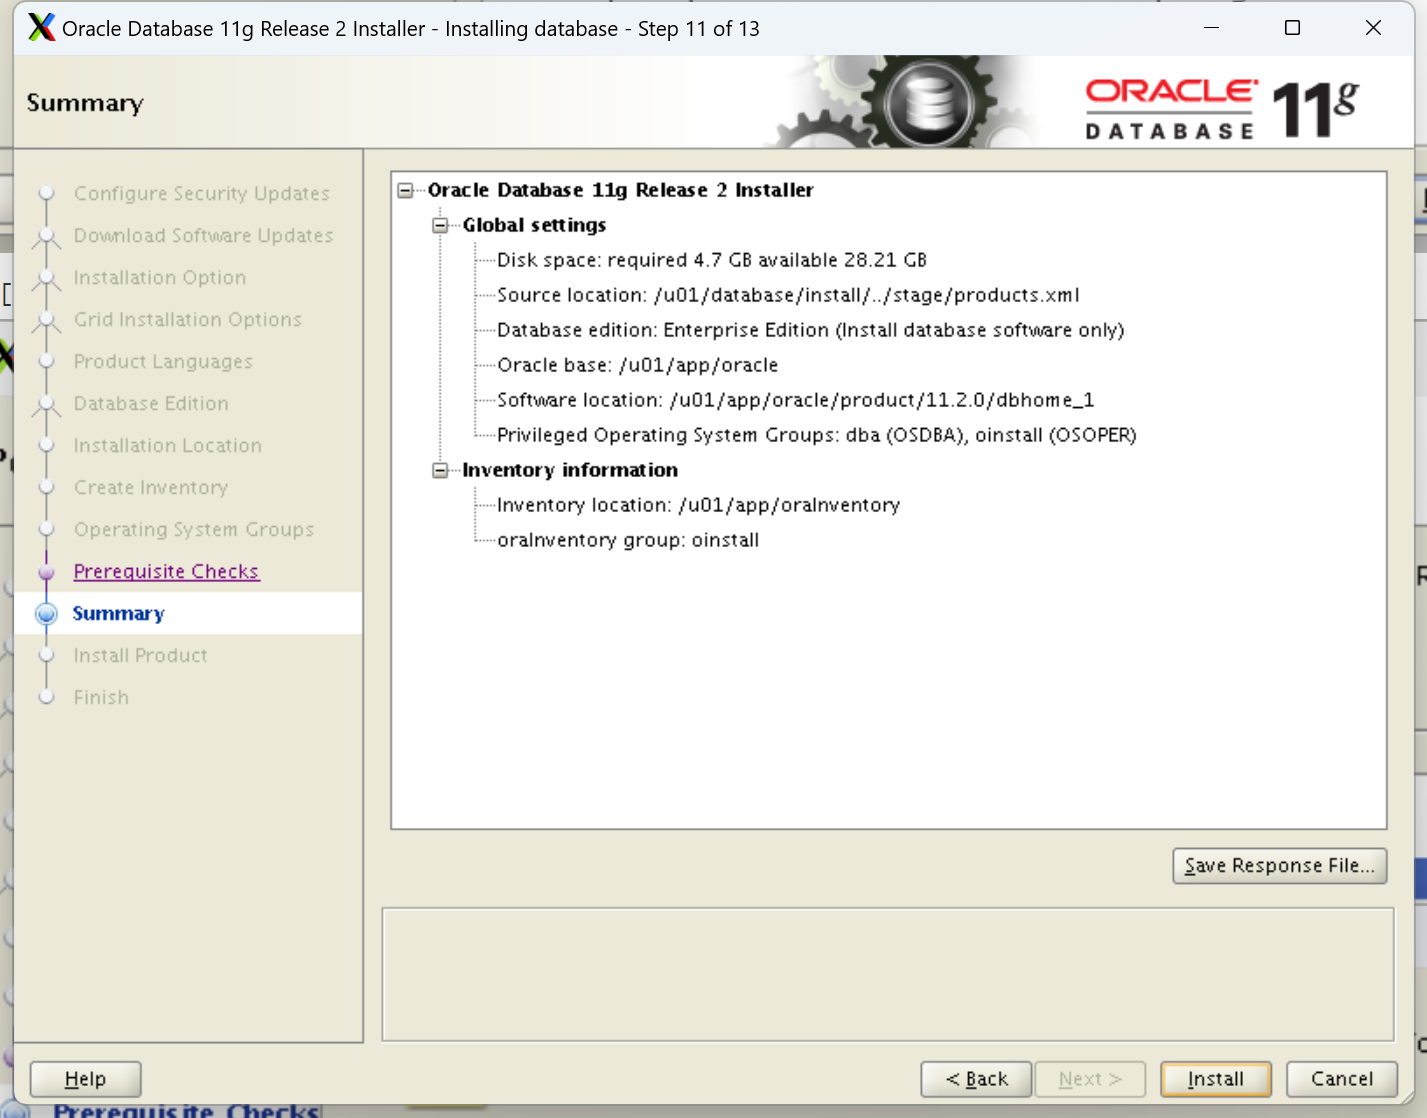 Oracle Database 11g Release 2 Installer - Installing database - Step 11 of 13
Summary
ORACLE 11g
DATABASE
Configure Security Updates
Download Software Updates
Installation Option
Grid Installation Options
Product Languages
Database Edition
Installation Location
Create Inventory
Operating System Groups
Prerequisite Checks
Summary
Install Product
Finish
Oracle Database 11g Release 2 Installer
Global settings
Disk space: required 4.7 GB available 28.21 GB
Source location: /u01/database/install/../stage/products.xml
Database edition: Enterprise Edition (Install database software only)
Oracle base: /u01/app/oracle
Software location: /u01/app/oracle/product/11.2.0/dbhome_1
Privileged Operating System Groups: dba (OSDBA), oinstall (OSOPER)
Inventory information
Inventory location: /u01/app/oraInventory
oraInventory group: oinstall
Save Response File...
Help
< Back
Next >
Install
Cancel
Prerequisite Checks